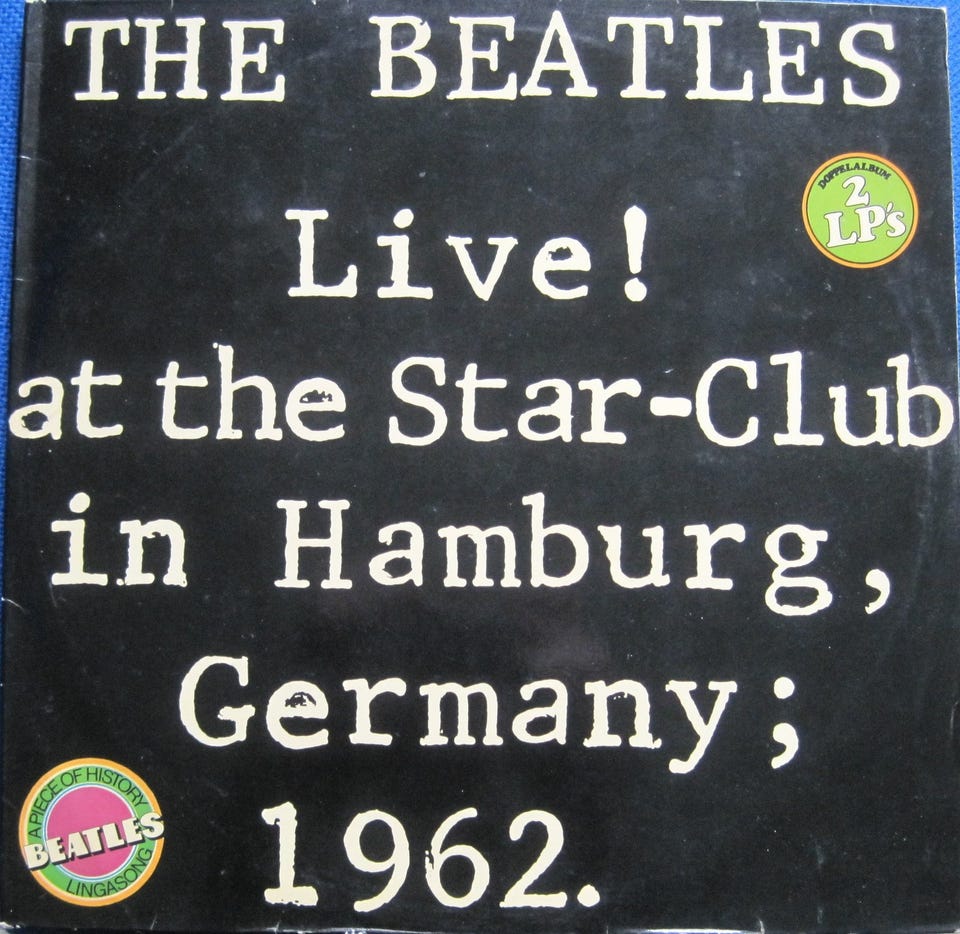 THE BEATLES
DOPPELALBUM
2
LP's
Live!
at the Star-Club
in Hamburg,
Germany;
1962.
A PIECE OF HISTORY
BEATLES
LINGASONG